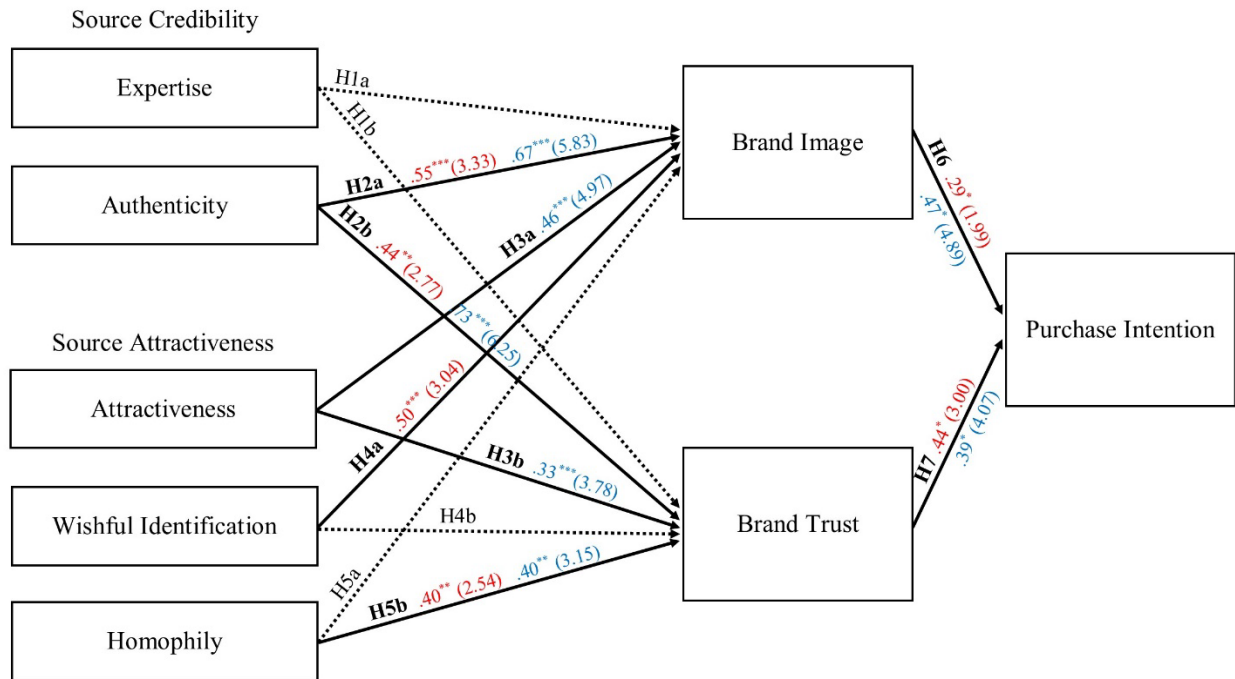 Source Credibility
Expertise
Authenticity
Source Attractiveness
Attractiveness
Wishful Identification
Homophily
H1a
H1b
H2a .55***(3.33) .67***(5.83)
H2b .44**(2.77) .73***(6.25)
H3a .46***(4.97)
H3b .33***(3.78)
H4a .50***(3.04)
H4b
H5a
H5b .40**(2.54) .40**(3.15)
Brand Image
Brand Trust
H6 .29*(1.99)
.47*(4.89)
H7 .44*(3.00)
.39*(4.07)
Purchase Intention